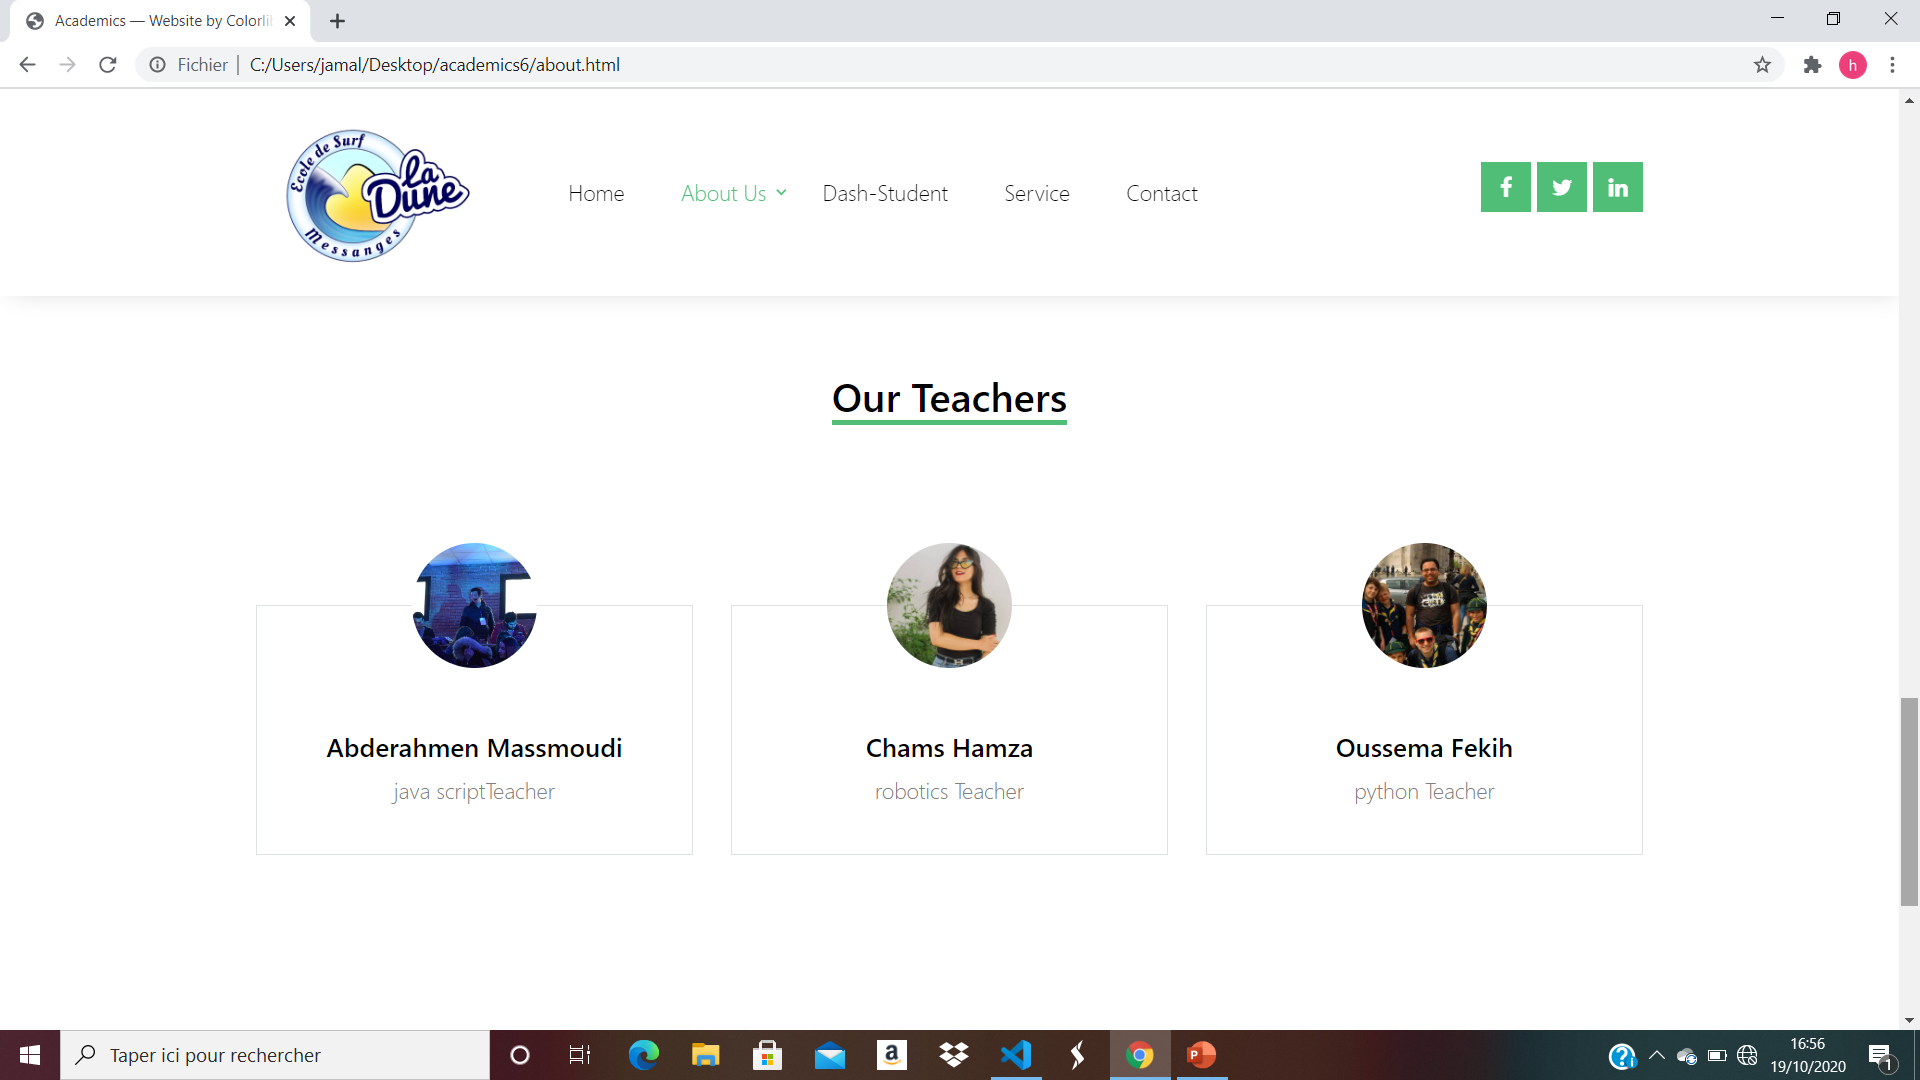 Academics — Website by Colorlib
Fichier | C:/Users/jamal/Desktop/academics6/about.html
h
Ecole de Surf
la
Dune
Messanges
Home
About Us
Dash-Student
Service
Contact
Our Teachers
Abderahmen Massmoudi
java scriptTeacher
Chams Hamza
robotics Teacher
Oussema Fekih
python Teacher
Taper ici pour rechercher
16:56
19/10/2020
1